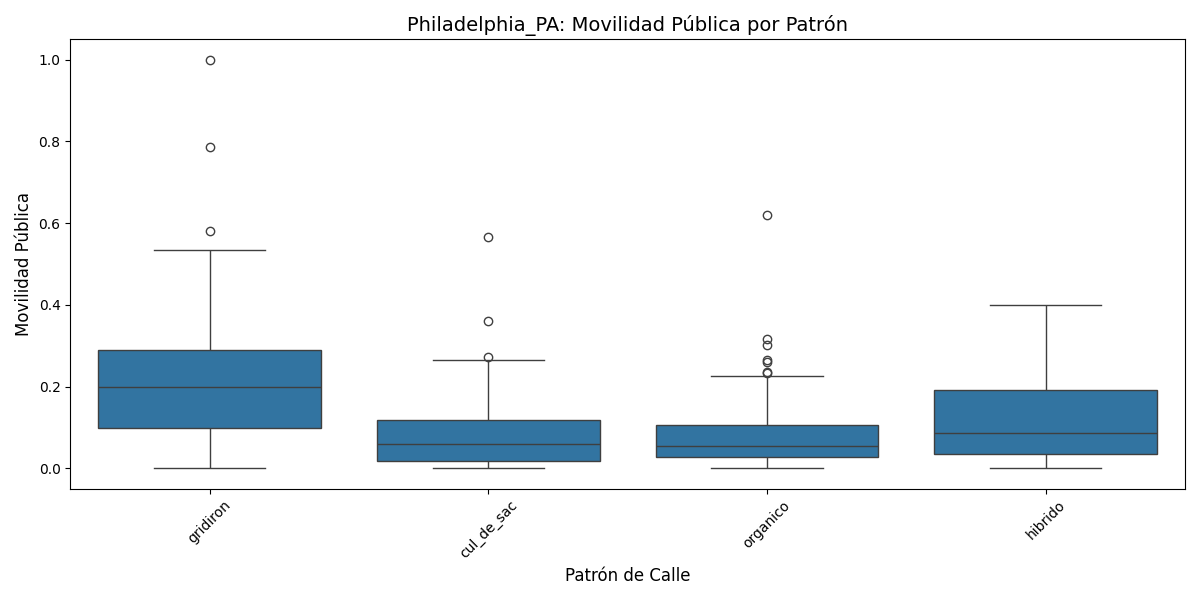 Philadelphia_PA: Movilidad Pública por Patrón
Movilidad Pública
1.0
0.8
0.6
0.4
0.2
0.0
gridiron
cul_de_sac
organico
hibrido
Patrón de Calle